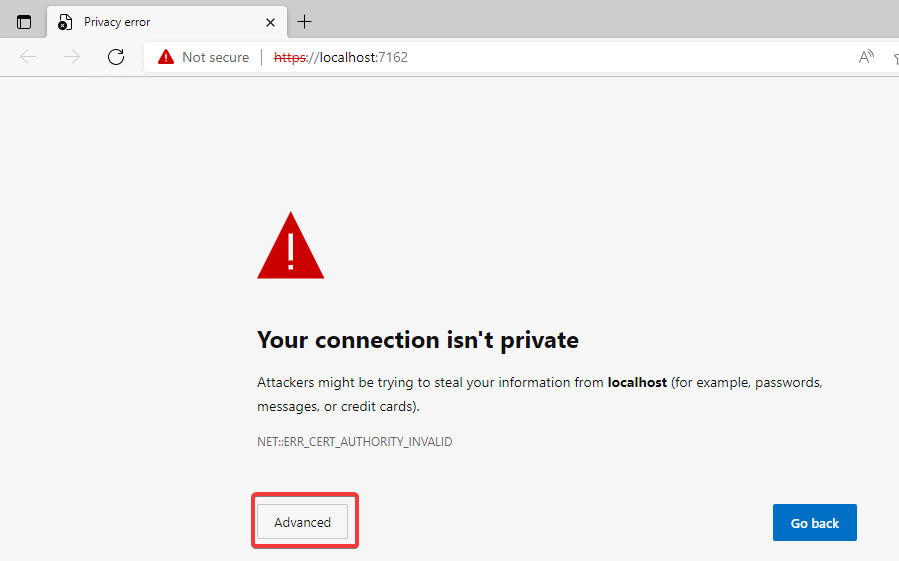 Privacy error
Not secure https://localhost:7162
Your connection isn't private
Attackers might be trying to steal your information from localhost (for example, passwords,
messages, or credit cards).
NET::ERR_CERT_AUTHORITY_INVALID
Advanced
Go back